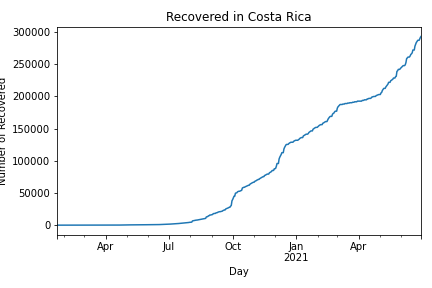 Recovered in Costa Rica
300000
250000
200000
150000
100000
50000
0
Number of Recovered
Apr
Jul
Oct
Jan
2021
Apr
Day